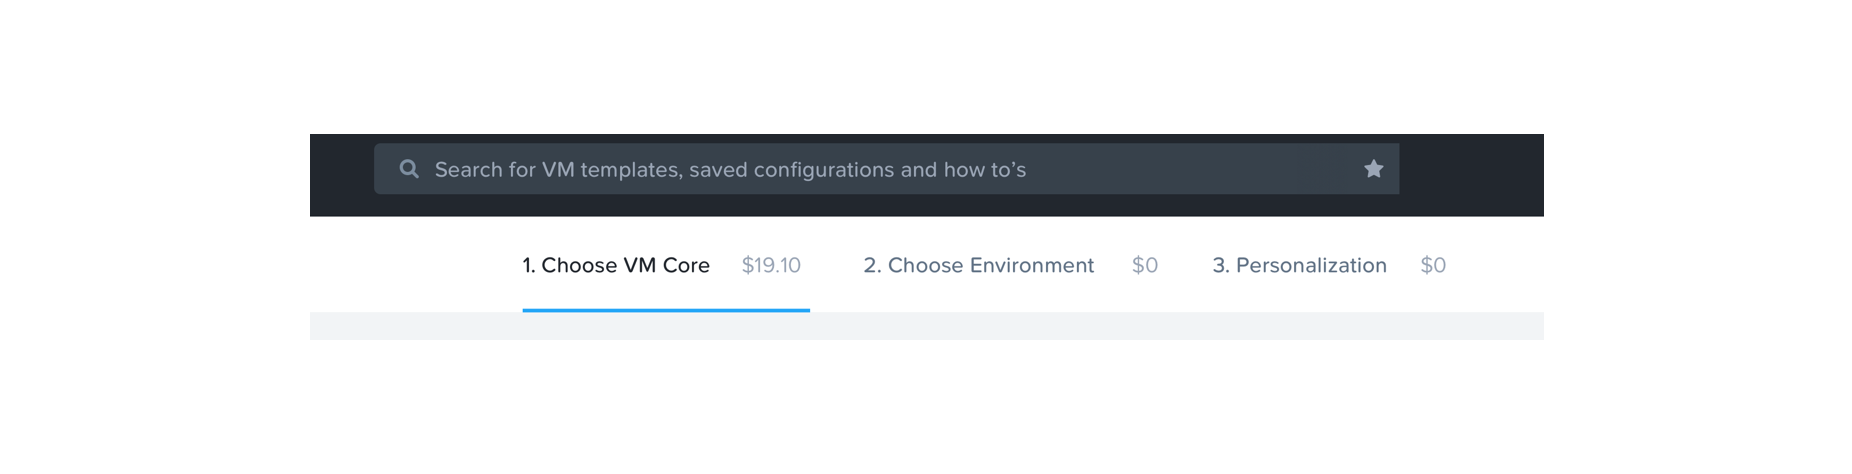 Search for VM templates, saved configurations and how to’s
1. Choose VM Core $19.10 2. Choose Environment $0 3. Personalization $0